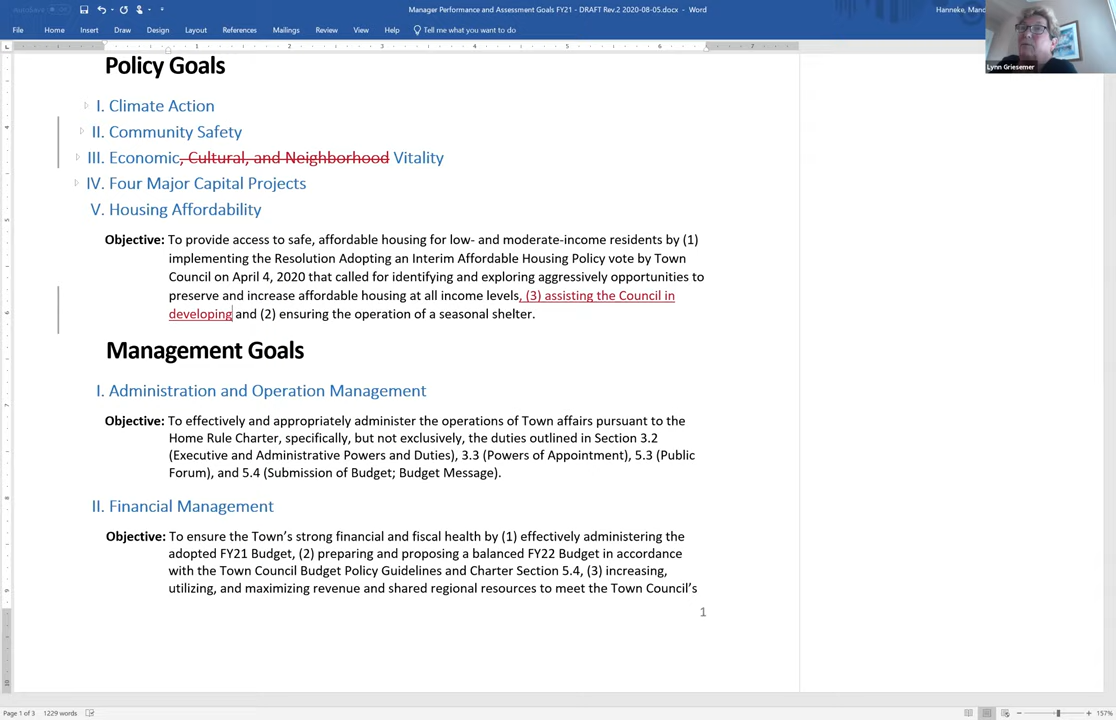 Manager Performance and Assessment Goals FY21 - DRAFT Rev.2 2020-08-05.docx - Word
Hanneke, Manc
File Home Insert Draw Design Layout References Mailings Review View Help Tell me what you want to do
Lynn Griesemer
Policy Goals
I. Climate Action
II. Community Safety
III. Economic, Cultural, and Neighborhood Vitality
IV. Four Major Capital Projects
V. Housing Affordability
Objective: To provide access to safe, affordable housing for low- and moderate-income residents by (1)
implementing the Resolution Adopting an Interim Affordable Housing Policy vote by Town
Council on April 4, 2020 that called for identifying and exploring aggressively opportunities to
preserve and increase affordable housing at all income levels, (3) assisting the Council in
developing and (2) ensuring the operation of a seasonal shelter.
Management Goals
I. Administration and Operation Management
Objective: To effectively and appropriately administer the operations of Town affairs pursuant to the
Home Rule Charter, specifically, but not exclusively, the duties outlined in Section 3.2
(Executive and Administrative Powers and Duties), 3.3 (Powers of Appointment), 5.3 (Public
Forum), and 5.4 (Submission of Budget; Budget Message).
II. Financial Management
Objective: To ensure the Town's strong financial and fiscal health by (1) effectively administering the
adopted FY21 Budget, (2) preparing and proposing a balanced FY22 Budget in accordance
with the Town Council Budget Policy Guidelines and Charter Section 5.4, (3) increasing,
utilizing, and maximizing revenue and shared regional resources to meet the Town Council's
1
Page 1 of 3 1229 words 157%